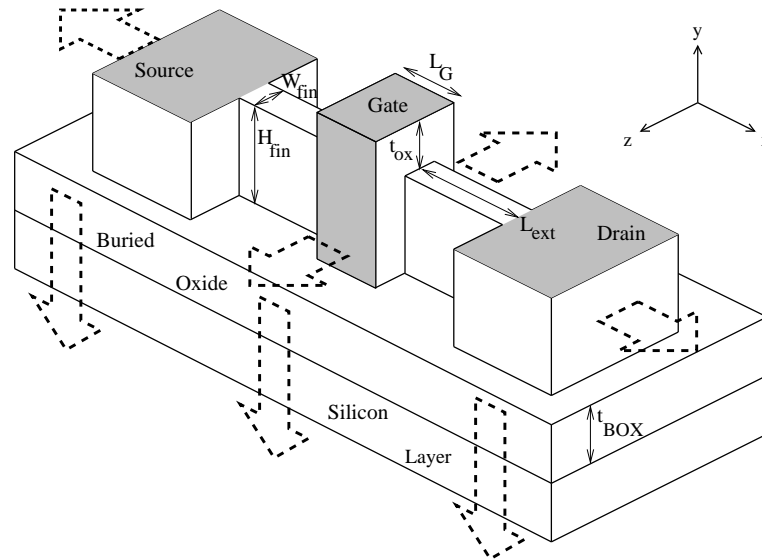 y
L_G
Source
W_fin
Gate
z
H_fin
t_ox
L_ext
Drain
Buried
Oxide
Silicon
t_BOX
Layer